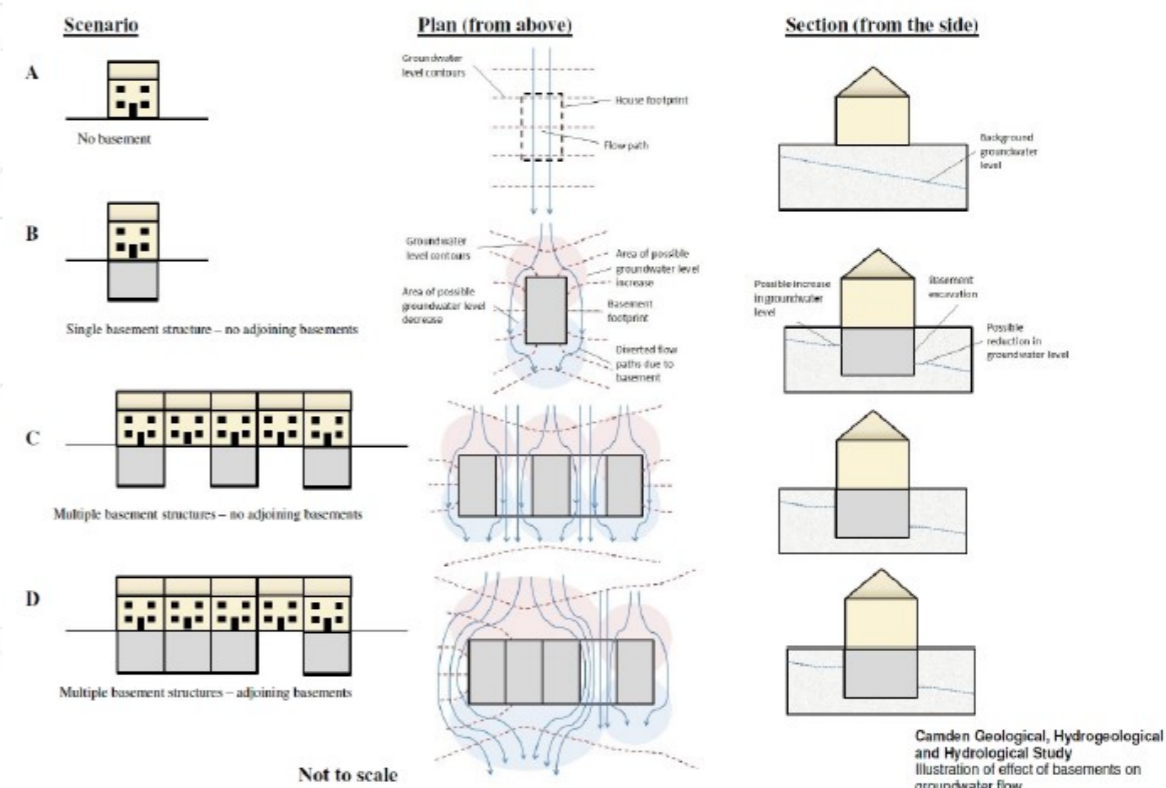 Scenario
Plan (from above)
Section (from the side)
A
No basement
Groundwater
level contours
House footprint
Flow path
Background
groundwater
level
B
Single basement structure – no adjoining basements
Groundwater
level contours
Area of possible
groundwater level
decrease
Area of possible
groundwater level
increase
Basement
footprint
Diverted flow
paths due to
basement
Possible increase
in groundwater
level
Basement
excavation
Possible
reduction in
groundwater level
C
Multiple basement structures – no adjoining basements
D
Multiple basement structures – adjoining basements
Not to scale
Camden Geological, Hydrogeological
and Hydrological Study
Illustration of effect of basements on
groundwater flow